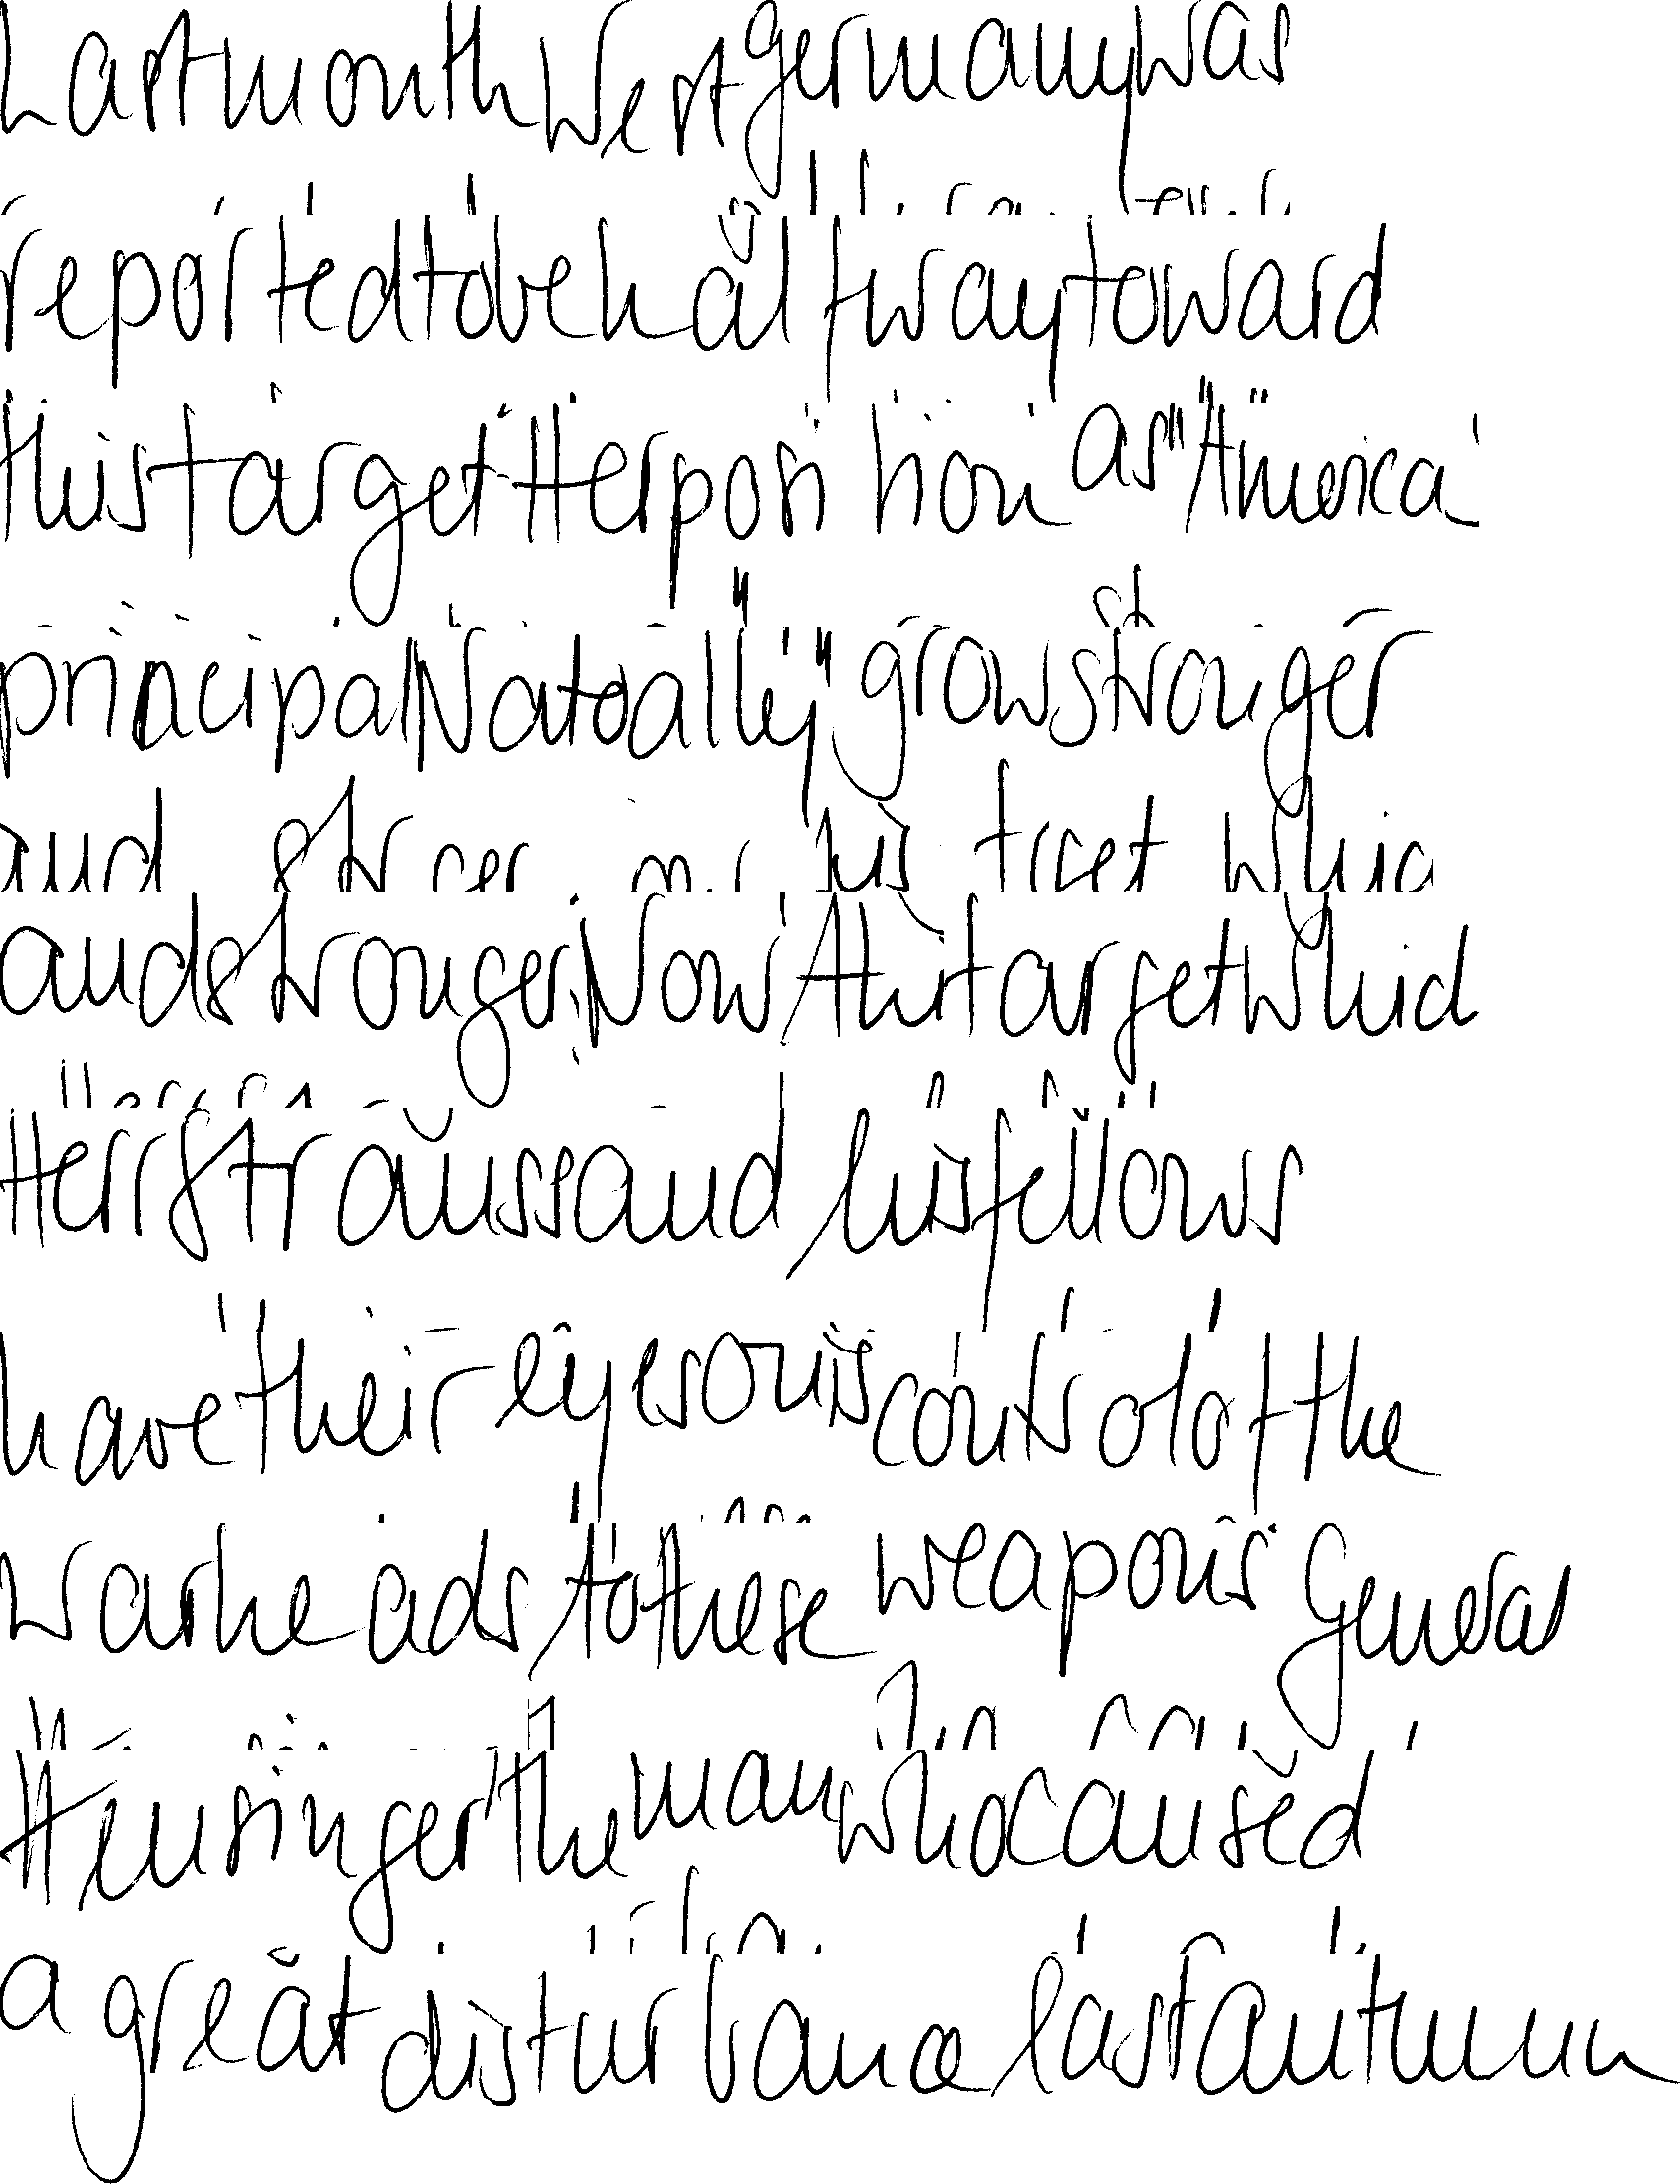 Last month West Germany was
reported to be half way toward
this target. Her position as "America'
principal Nato ally" grow stronger
and stronger. Now this target which
Herr Strauss and his fellows
have their eyes on is control of the
warheads to these weapons. General
Heusinger the man who caused
a great disturbance last autumn